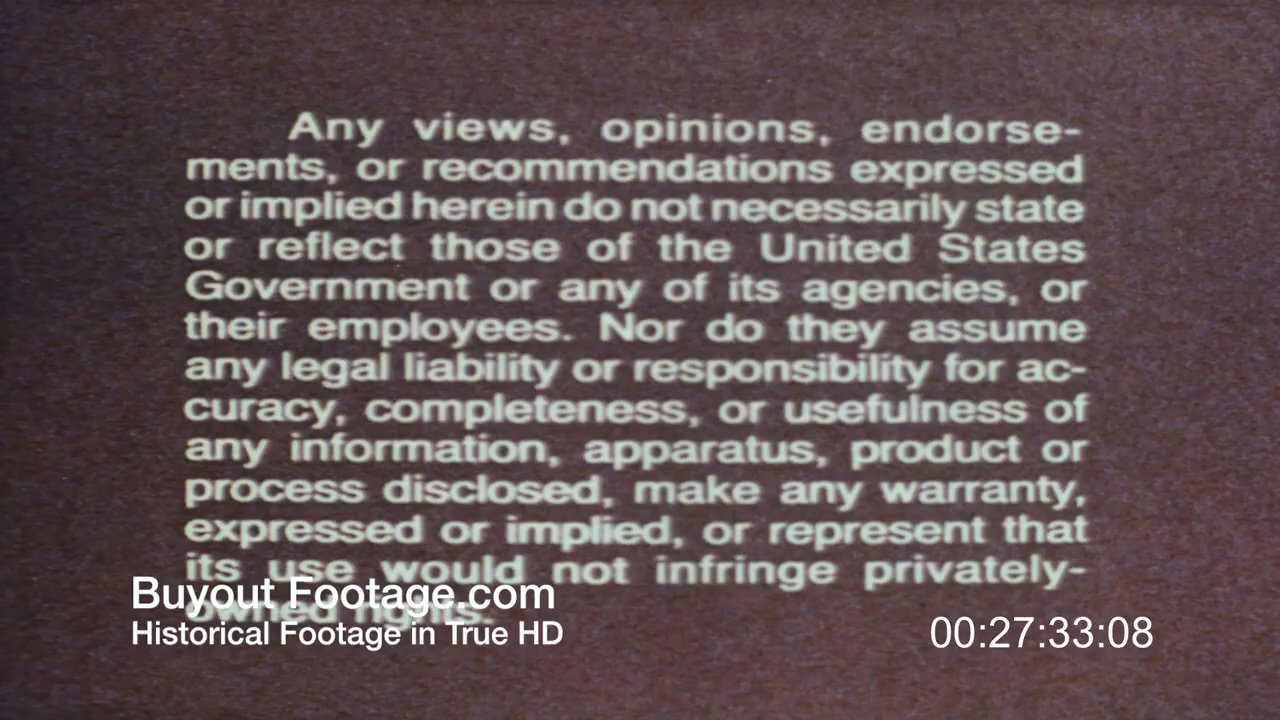 Any views, opinions, endorse-
ments, or recommendations expressed
or implied herein do not necessarily state
or reflect those of the United States
Government or any of its agencies, or
their employees. Nor do they assume
any legal liability or responsibility for ac-
curacy, completeness, or usefulness of
any information, apparatus, product or
process disclosed, make any warranty,
expressed or implied, or represent that
its use would not infringe privately-
owned rights.
Buyout Footage.com
Historical Footage in True HD
00:27:33:08